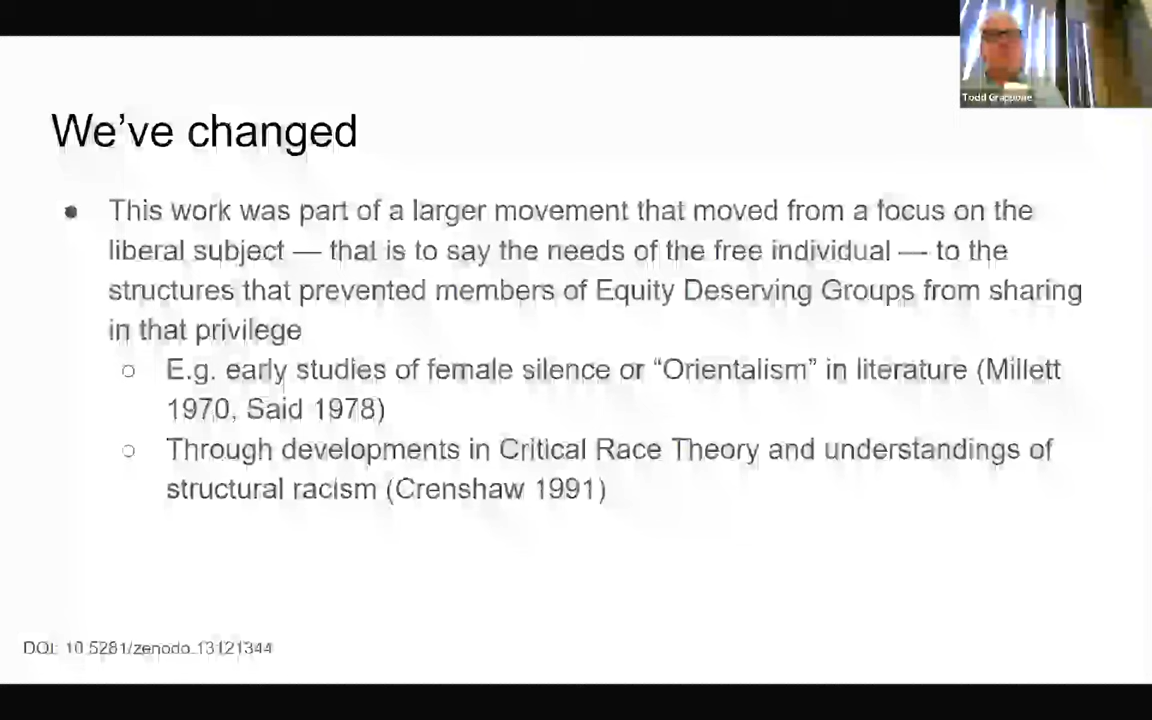 Todd Grappone
We’ve changed
● This work was part of a larger movement that moved from a focus on the
liberal subject — that is to say the needs of the free individual — to the
structures that prevented members of Equity Deserving Groups from sharing
in that privilege
○ E.g. early studies of female silence or “Orientalism” in literature (Millett
1970, Said 1978)
○ Through developments in Critical Race Theory and understandings of
structural racism (Crenshaw 1991)
DOI: 10.5281/zenodo.13121344